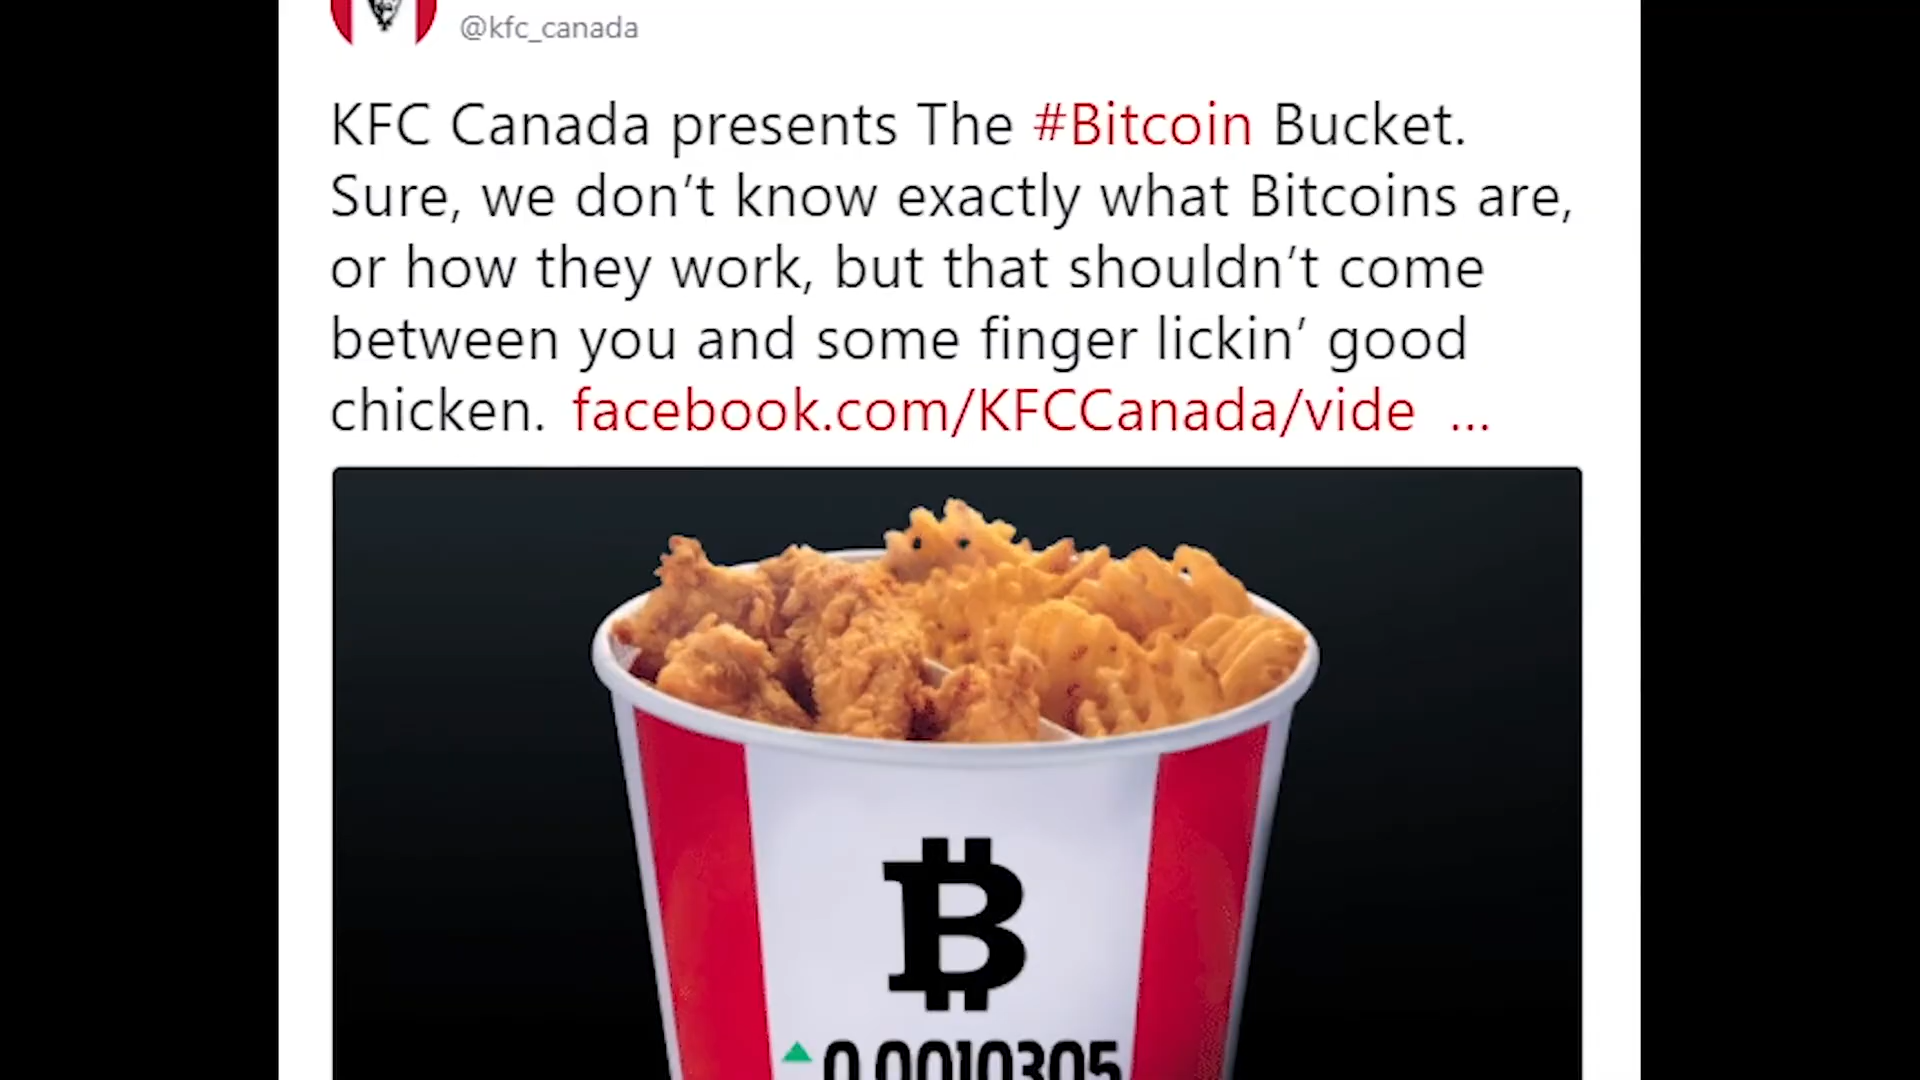 @kfc_canada
KFC Canada presents The #Bitcoin Bucket.
Sure, we don’t know exactly what Bitcoins are,
or how they work, but that shouldn’t come
between you and some finger lickin’ good
chicken. facebook.com/KFCCanada/vide ...
0.0010305